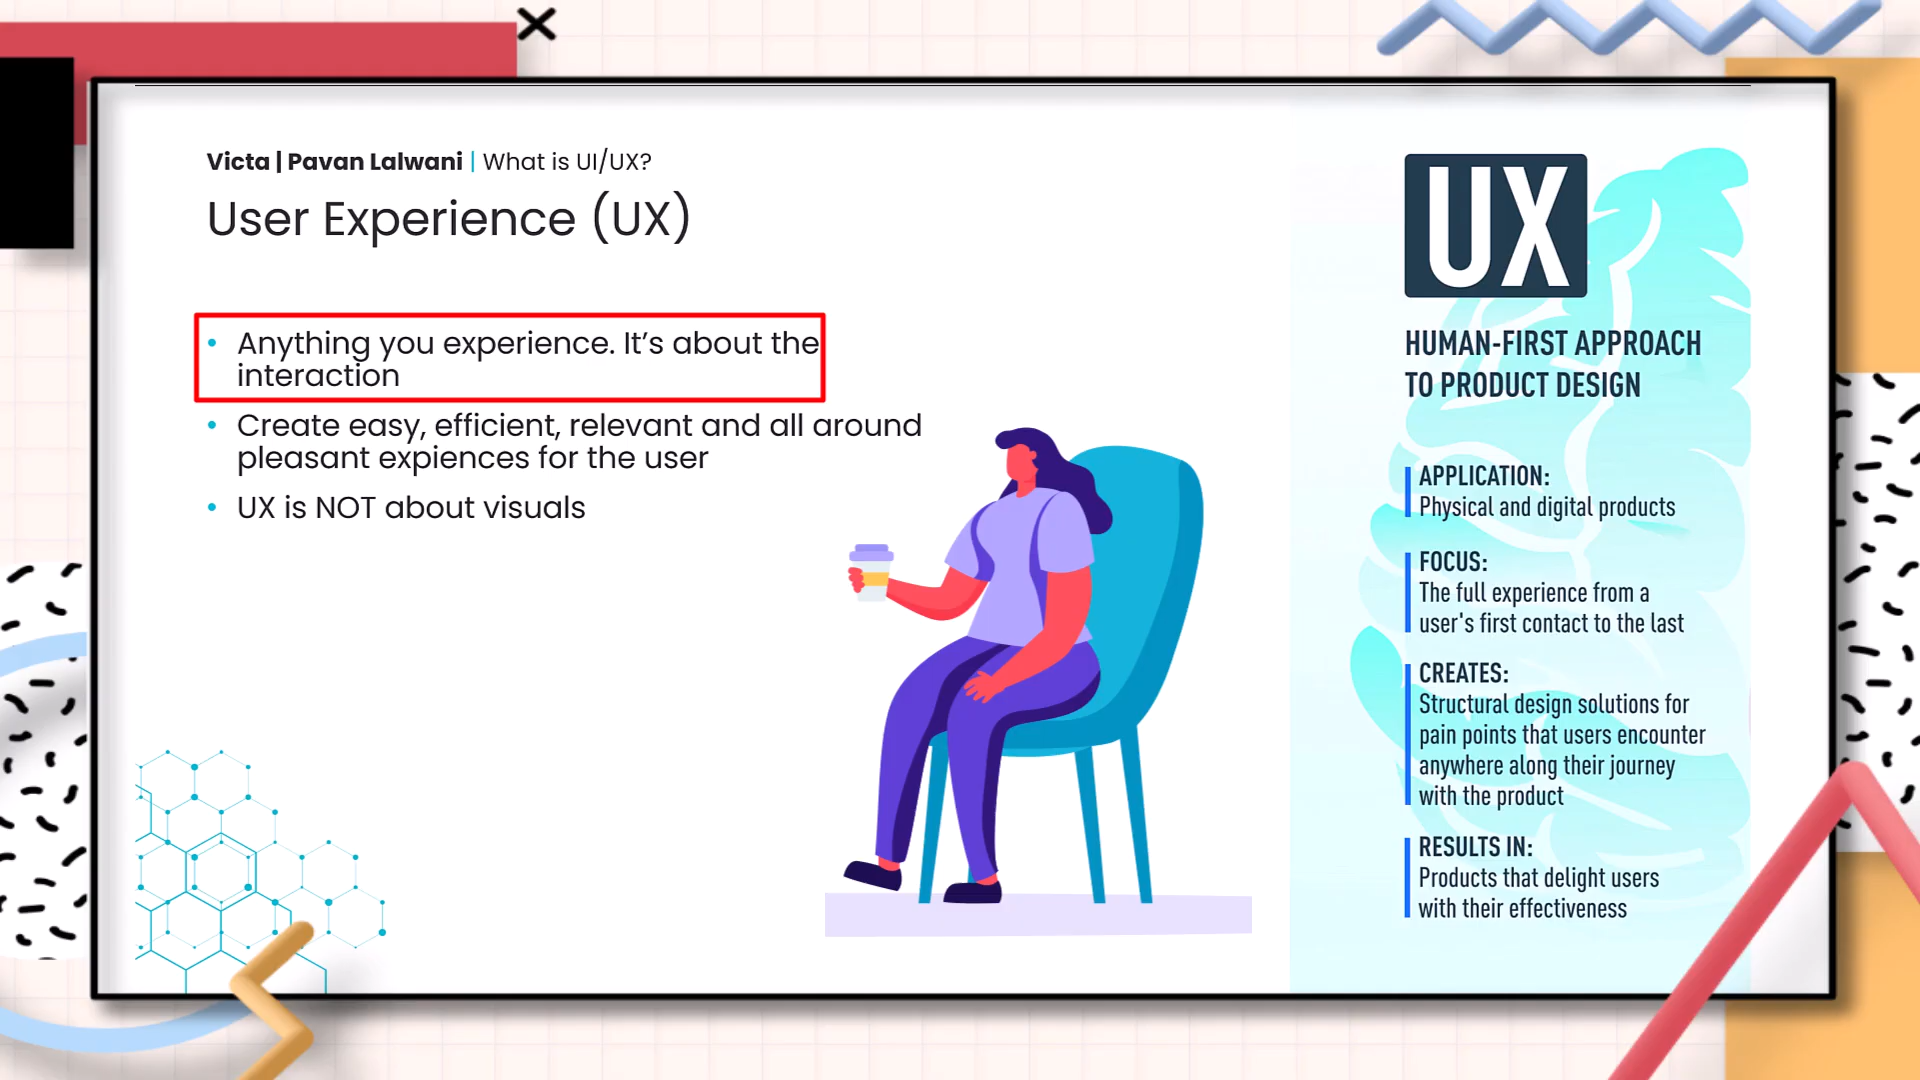 Victa | Pavan Lalwani | What is UI/UX?
User Experience (UX)
• Anything you experience. It’s about the
interaction
• Create easy, efficient, relevant and all around
pleasant expiences for the user
• UX is NOT about visuals
UX
HUMAN-FIRST APPROACH
TO PRODUCT DESIGN
APPLICATION:
Physical and digital products
FOCUS:
The full experience from a
user's first contact to the last
CREATES:
Structural design solutions for
pain points that users encounter
anywhere along their journey
with the product
RESULTS IN:
Products that delight users
with their effectiveness